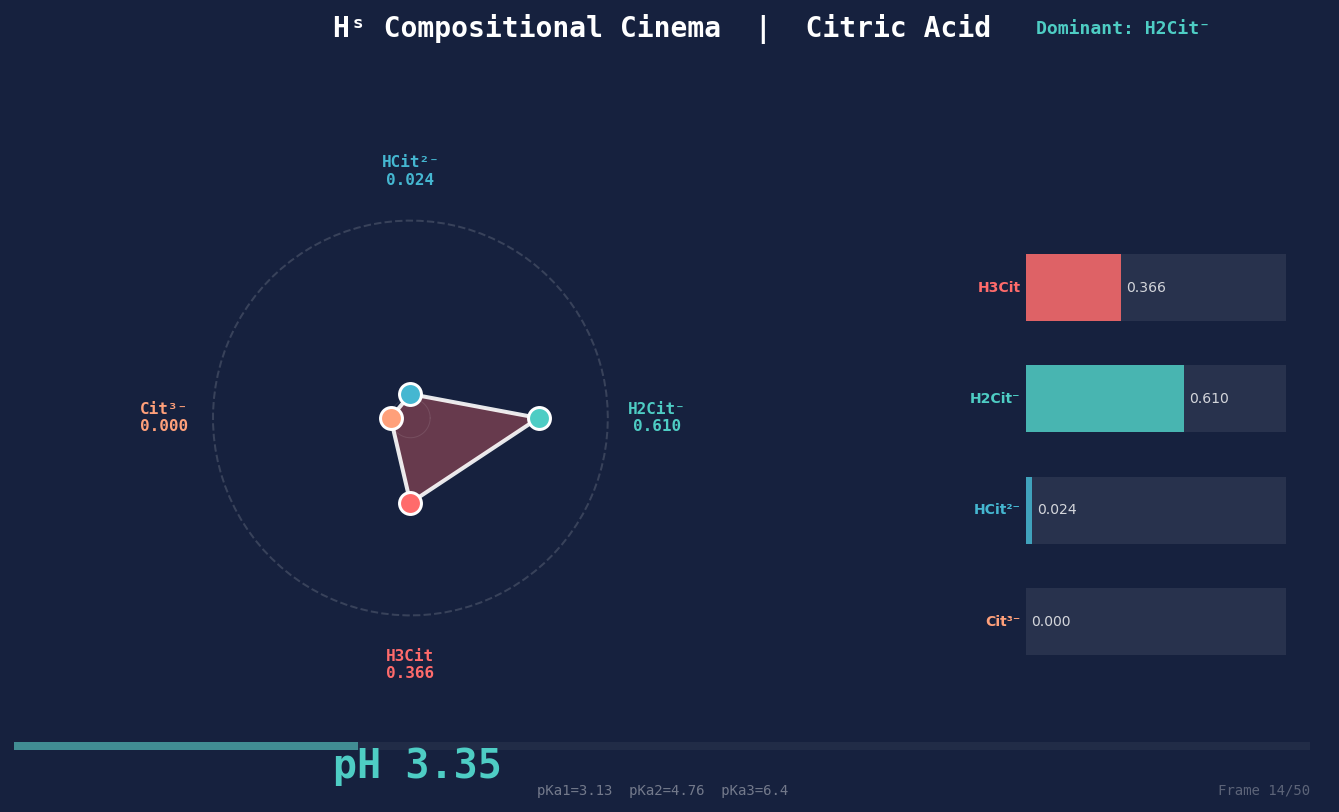 Hˢ Compositional Cinema | Citric Acid
Dominant: H2Cit⁻
HCit²⁻
0.024
Cit³⁻
0.000
H2Cit⁻
0.610
H3Cit
0.366
H3Cit 0.366
H2Cit⁻ 0.610
HCit²⁻ 0.024
Cit³⁻ 0.000
pH 3.35
pKa1=3.13 pKa2=4.76 pKa3=6.4
Frame 14/50